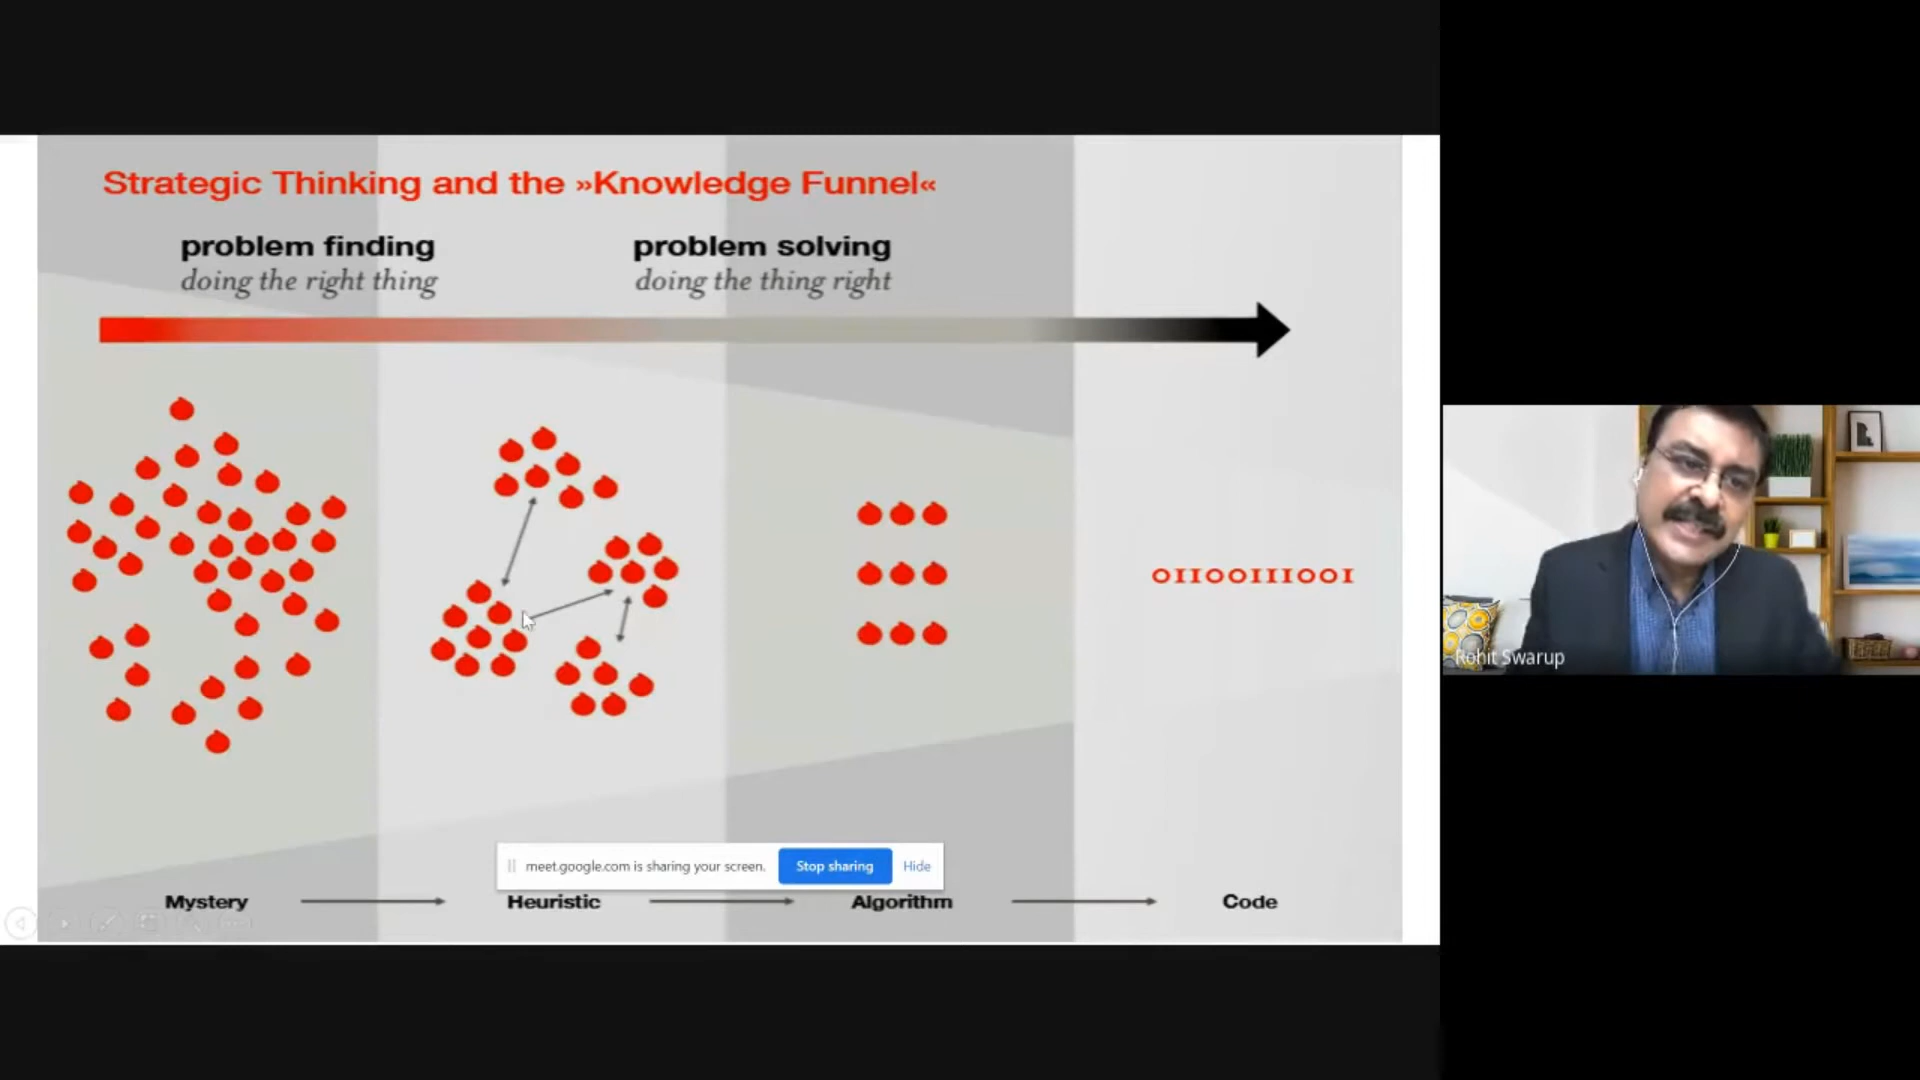 Strategic Thinking and the »Knowledge Funnel«
problem finding
doing the right thing
problem solving
doing the thing right
OIIOOIIIOOI
meet.google.com is sharing your screen.
Stop sharing
Hide
Mystery
Heuristic
Algorithm
Code
Rohit Swarup